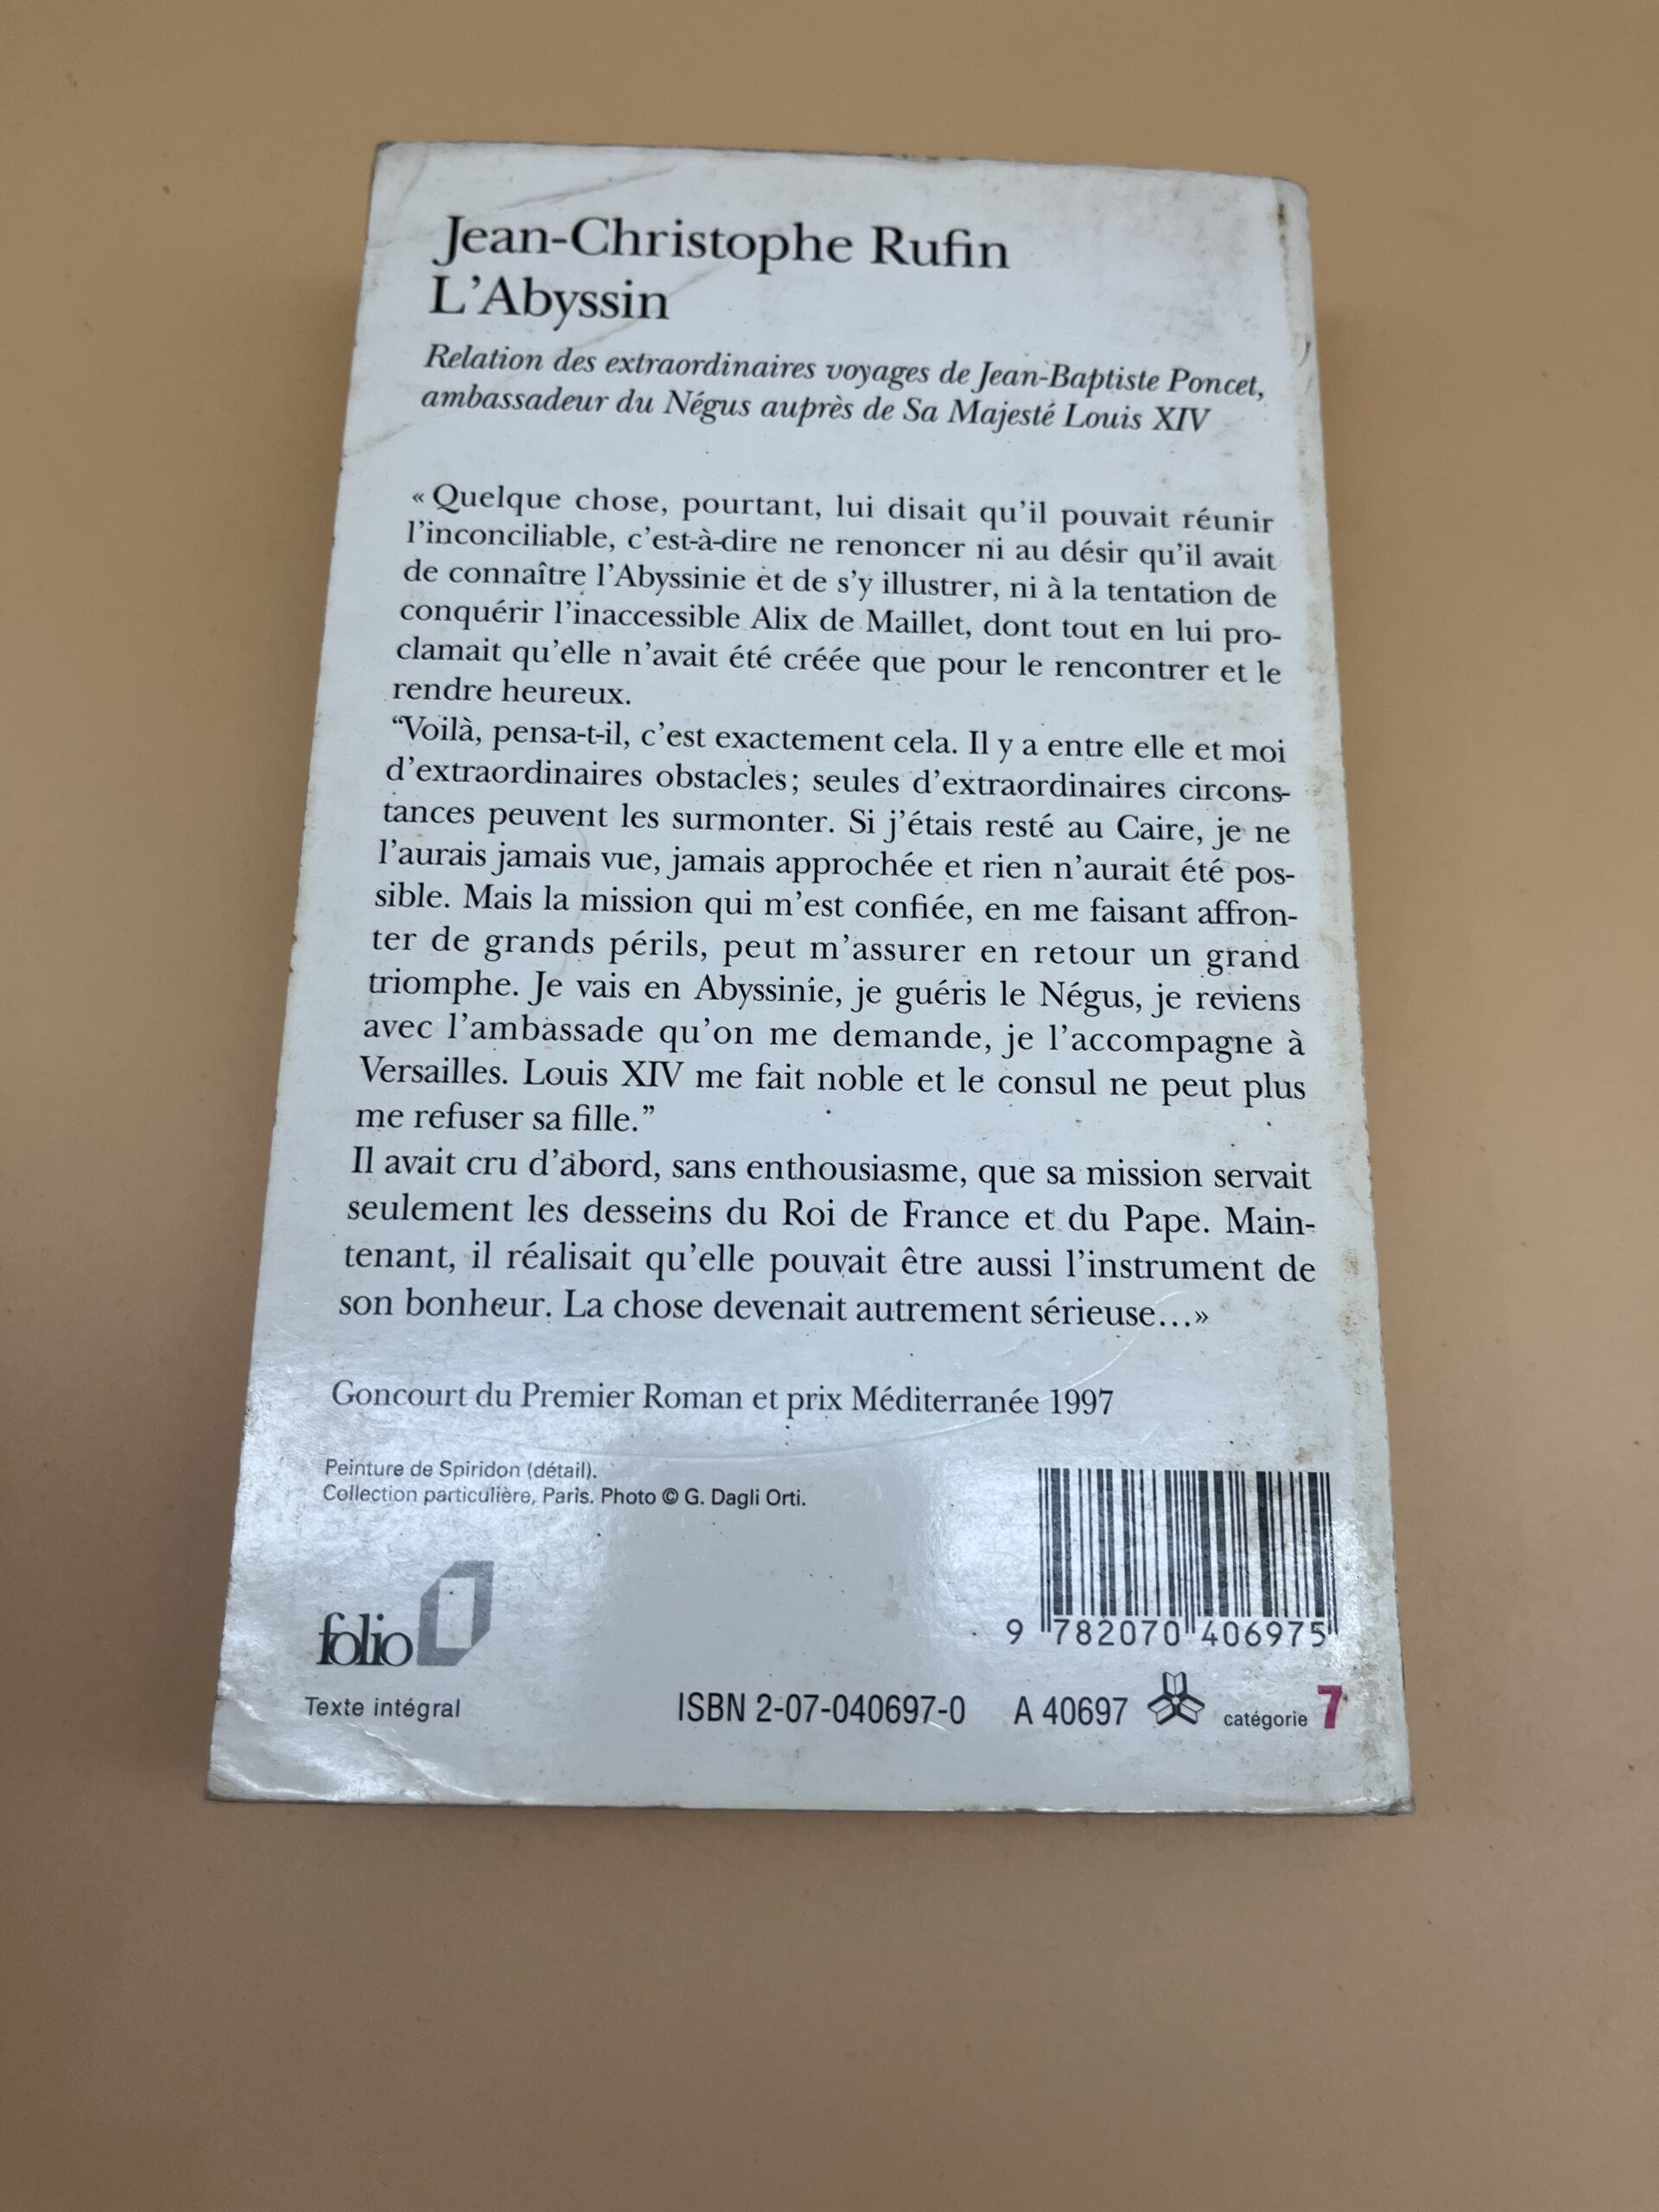 Jean-Christophe Rufin
L'Abyssin
Relation des extraordinaires voyages de Jean-Baptiste Poncet,
ambassadeur du Négus auprès de Sa Majesté Louis XIV
« Quelque chose, pourtant, lui disait qu'il pouvait réunir
l'inconciliable, c'est-à-dire ne renoncer ni au désir qu'il avait
de connaître l'Abyssinie et de s'y illustrer, ni à la tentation de
conquérir l'inaccessible Alix de Maillet, dont tout en lui pro-
clamait qu'elle n'avait été créée que pour le rencontrer et le
rendre heureux.
“Voilà, pensa-t-il, c'est exactement cela. Il y a entre elle et moi
d'extraordinaires obstacles; seules d'extraordinaires circons-
tances peuvent les surmonter. Si j'étais resté au Caire, je ne
l'aurais jamais vue, jamais approchée et rien n'aurait été pos-
sible. Mais la mission qui m'est confiée, en me faisant affron-
ter de grands périls, peut m'assurer en retour un grand
triomphe. Je vais en Abyssinie, je guéris le Négus, je reviens
avec l'ambassade qu'on me demande, je l'accompagne à
Versailles. Louis XIV me fait noble et le consul ne peut plus
me refuser sa fille.”
Il avait cru d'abord, sans enthousiasme, que sa mission servait
seulement les desseins du Roi de France et du Pape. Main-
tenant, il réalisait qu'elle pouvait être aussi l'instrument de
son bonheur. La chose devenait autrement sérieuse...»
Goncourt du Premier Roman et prix Méditerranée 1997
Peinture de Spiridon (détail).
Collection particulière, Paris. Photo © G. Dagli Orti.
9 782070 406975
folio
Texte intégral
ISBN 2-07-040697-0 A 40697 catégorie 7